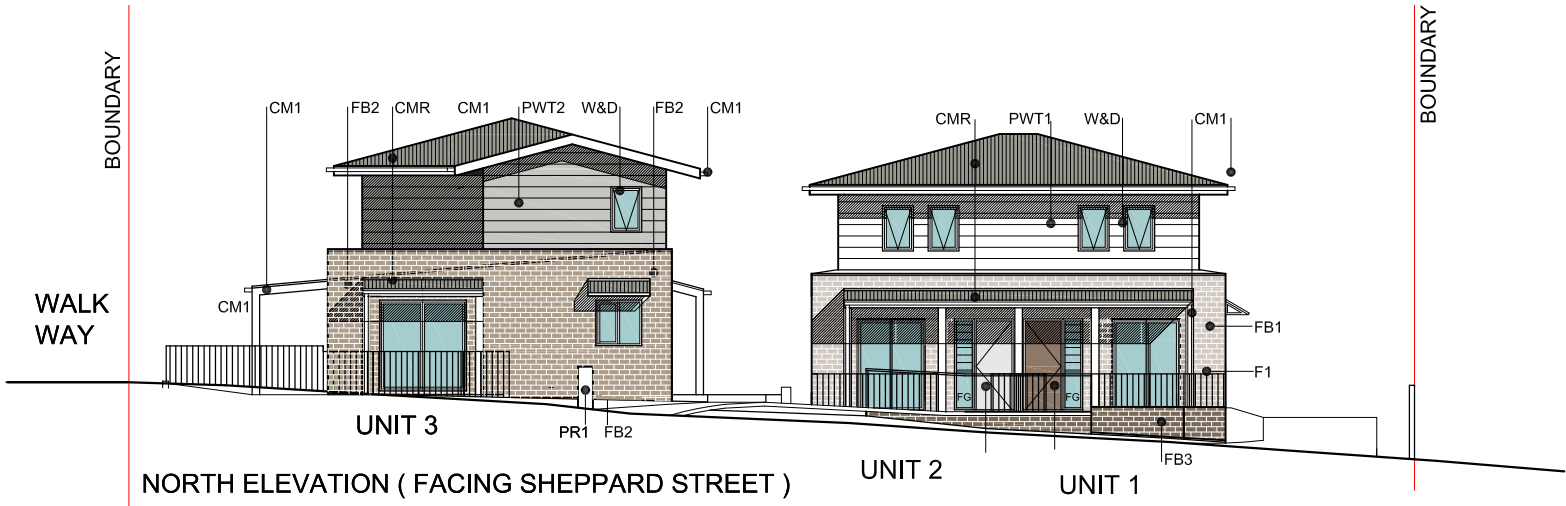 BOUNDARY
BOUNDARY
CM1 FB2 CMR CM1 PWT2 W&D FB2 CM1
CMR PWT1 W&D CM1
WALK
WAY
CM1
FB1
F1
FG FG
UNIT 3
PR1 FB2
UNIT 2
FB3
UNIT 1
NORTH ELEVATION ( FACING SHEPPARD STREET )